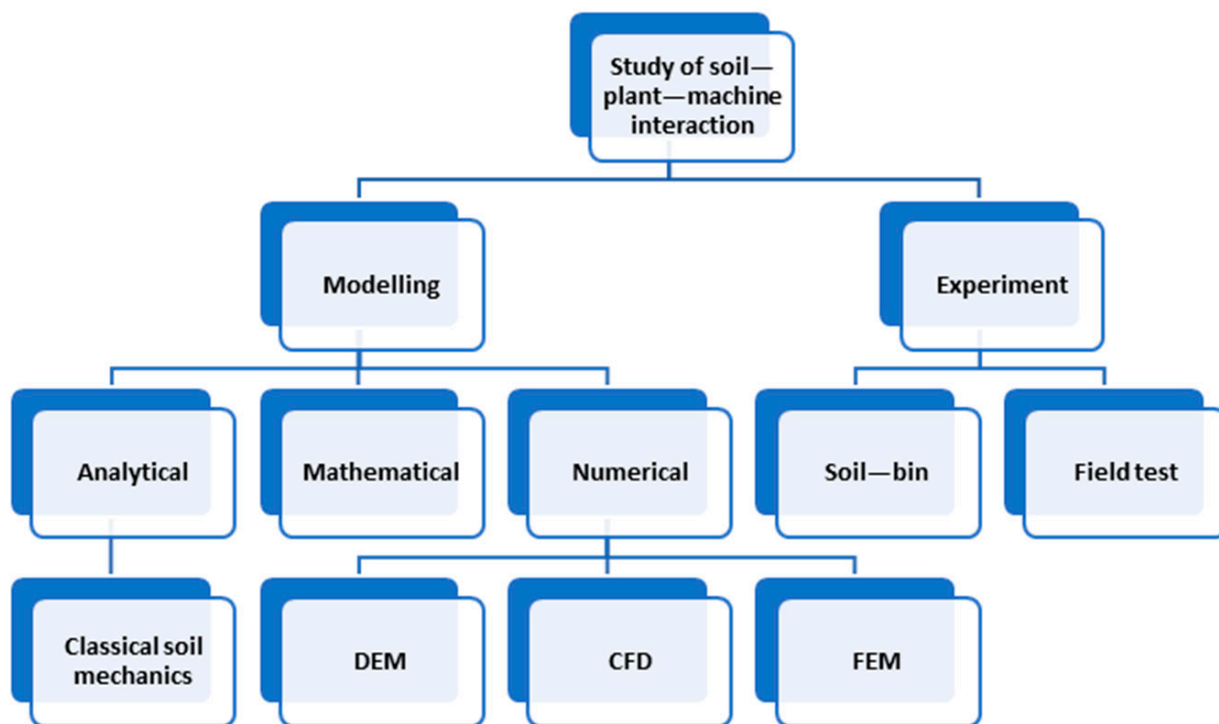 Study of soil—
plant—machine
interaction
Modelling
Experiment
Analytical
Mathematical
Numerical
Soil—bin
Field test
Classical soil
mechanics
DEM
CFD
FEM